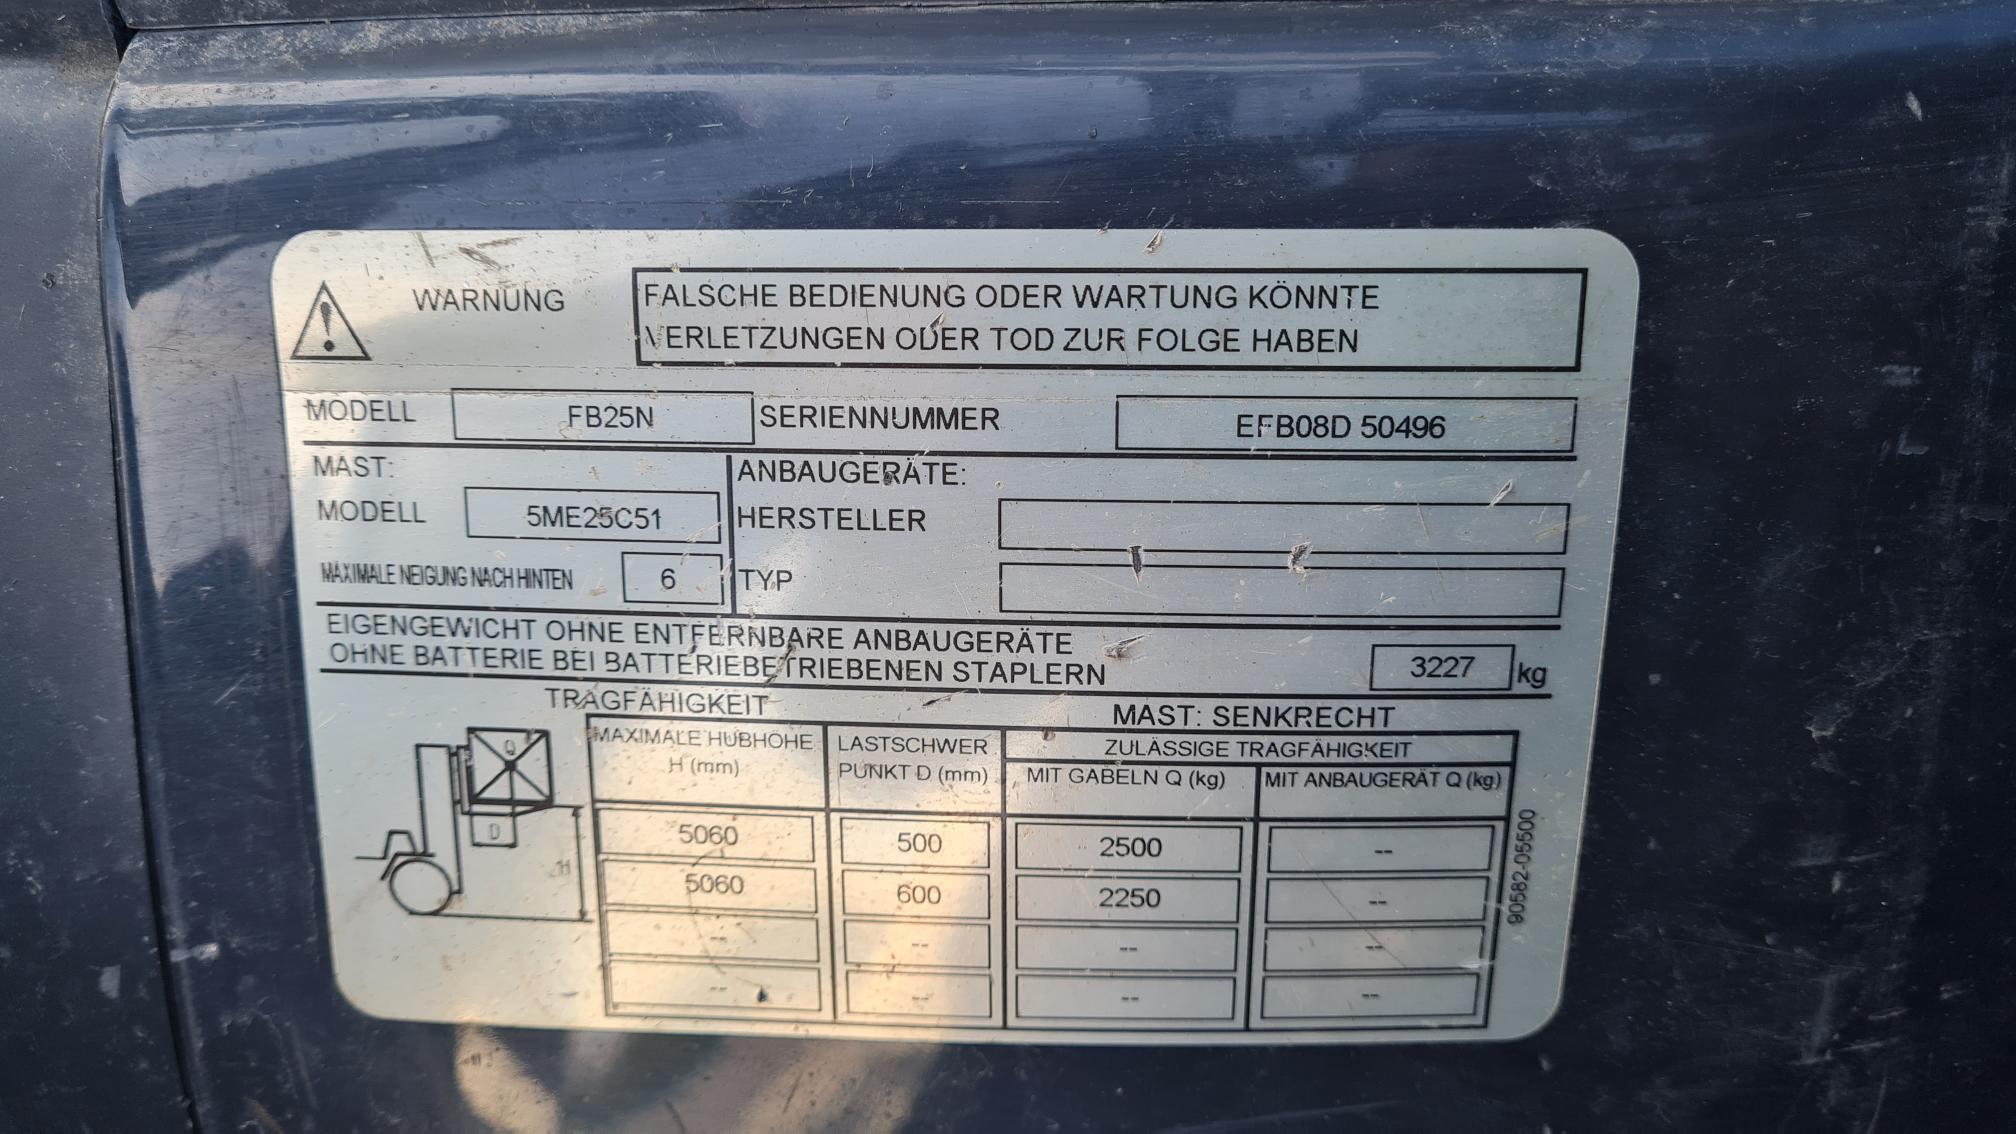 WARNUNG
FALSCHE BEDIENUNG ODER WARTUNG KÖNNTE
VERLETZUNGEN ODER TOD ZUR FOLGE HABEN
MODELL FB25N SERIENNUMMER EFB08D 50496
MAST:
MODELL 5ME25C51
MAXIMALE NEIGUNG NACH HINTEN 6
ANBAUGERÄTE:
HERSTELLER
TYP
EIGENGEWICHT OHNE ENTFERNBARE ANBAUGERÄTE
OHNE BATTERIE BEI BATTERIEBETRIEBENEN STAPLERN 3227 kg
TRAGFÄHIGKEIT MAST: SENKRECHT
MAXIMALE HUBHÖHE
H (mm)
LASTSCHWER
PUNKT D (mm)
ZULÄSSIGE TRAGFÄHIGKEIT
MIT GABELN Q (kg) MIT ANBAUGERÄT Q (kg)
5060 500 2500 --
5060 600 2250 --
-- -- -- --
-- -- -- --
Q
D
H
90582-05500